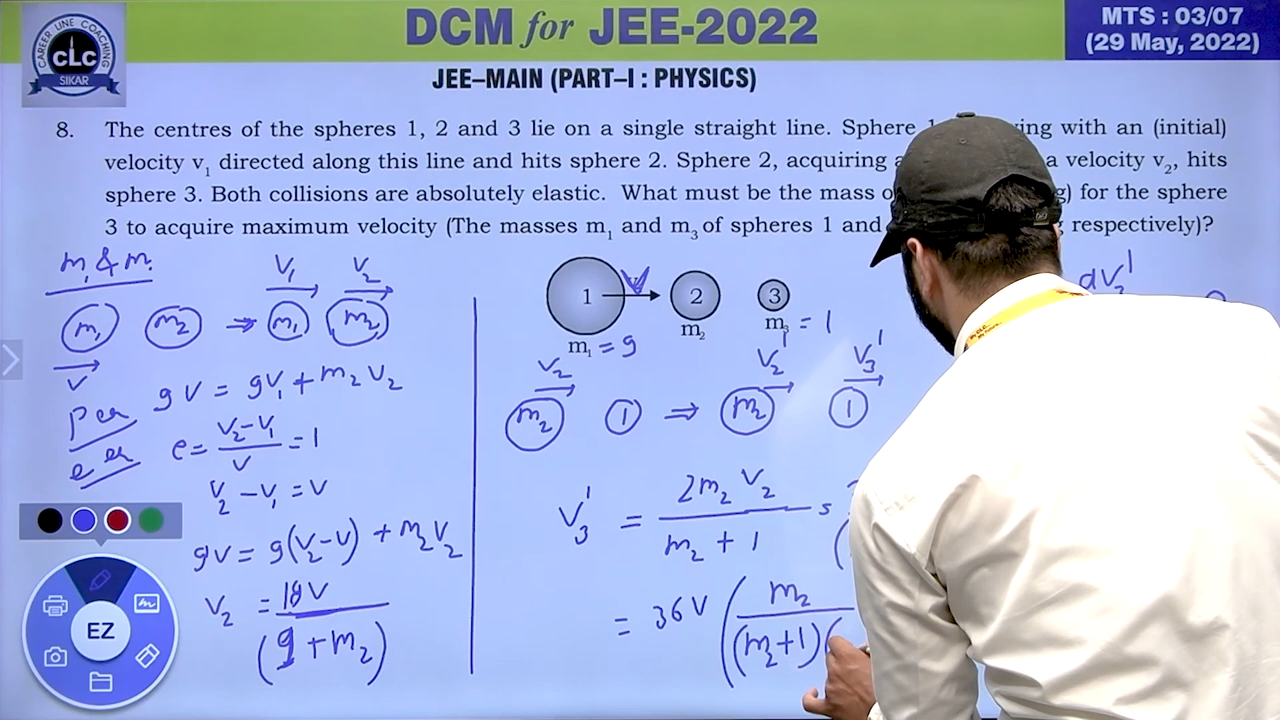 DCM for JEE-2022
MTS : 03/07
(29 May, 2022)
CAREER LINE COACHING
CLC
SIKAR
JEE–MAIN (PART–I : PHYSICS)
8. The centres of the spheres 1, 2 and 3 lie on a single straight line. Sphere with an (initial)
velocity v₁ directed along this line and hits sphere 2. Sphere 2, acquiring a velocity v₂, hits
sphere 3. Both collisions are absolutely elastic. What must be the mass for the sphere
3 to acquire maximum velocity (The masses m₁ and m₃ of spheres 1 and respectively)?
m₁ & m.
V₁ V₂
m₁ m₂ ⇒ m₁ m₂
V
Pcm 9V = 9V₁ + m₂V₂
e = (V₂-V₁)/V = 1
V₂ - V₁ = V
9V = 9(V₂-V) + m₂V₂
V₂ = 18V/(9+m₂)
1 2 3
m₁ = 9 m₂ m₃ = 1
V₂ V₂' V₃'
m₂ 1 ⇒ m₂ 1
V₃' = 2m₂V₂/(m₂+1) =
= 36V (m₂/(m₂+1)(
dV₃'
EZ